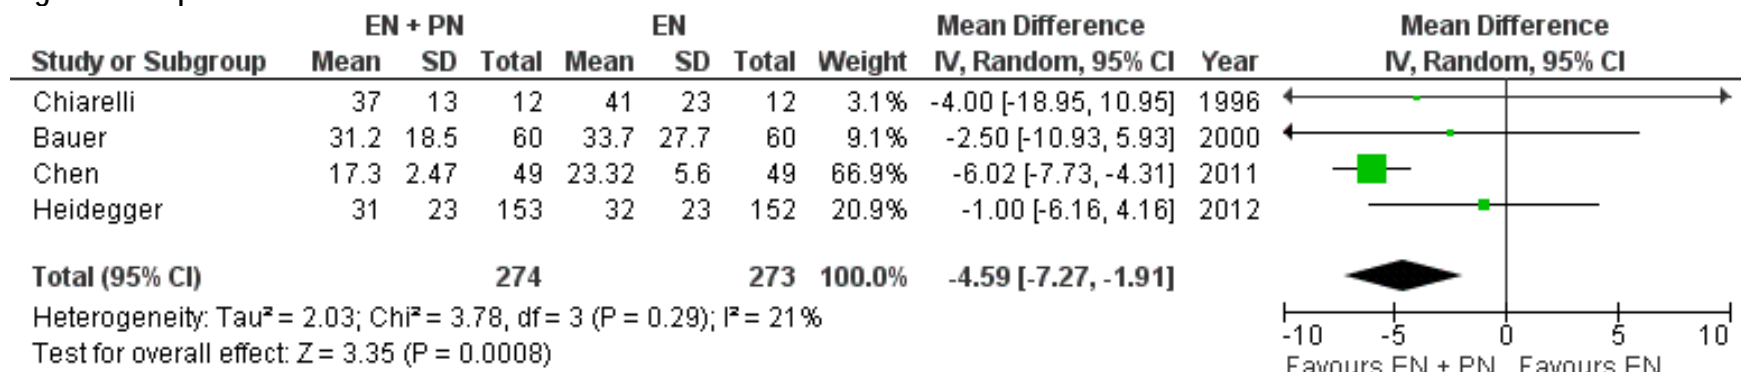 EN + PN EN Mean Difference Mean Difference
Study or Subgroup Mean SD Total Mean SD Total Weight IV, Random, 95% CI Year IV, Random, 95% CI
Chiarelli 37 13 12 41 23 12 3.1% -4.00 [-18.95, 10.95] 1996
Bauer 31.2 18.5 60 33.7 27.7 60 9.1% -2.50 [-10.93, 5.93] 2000
Chen 17.3 2.47 49 23.32 5.6 49 66.9% -6.02 [-7.73, -4.31] 2011
Heidegger 31 23 153 32 23 152 20.9% -1.00 [-6.16, 4.16] 2012
Total (95% CI) 274 273 100.0% -4.59 [-7.27, -1.91]
Heterogeneity: Tau² = 2.03; Chi² = 3.78, df = 3 (P = 0.29); I² = 21%
Test for overall effect: Z = 3.35 (P = 0.0008)
-10 -5 0 5 10
Favours EN + PN Favours EN